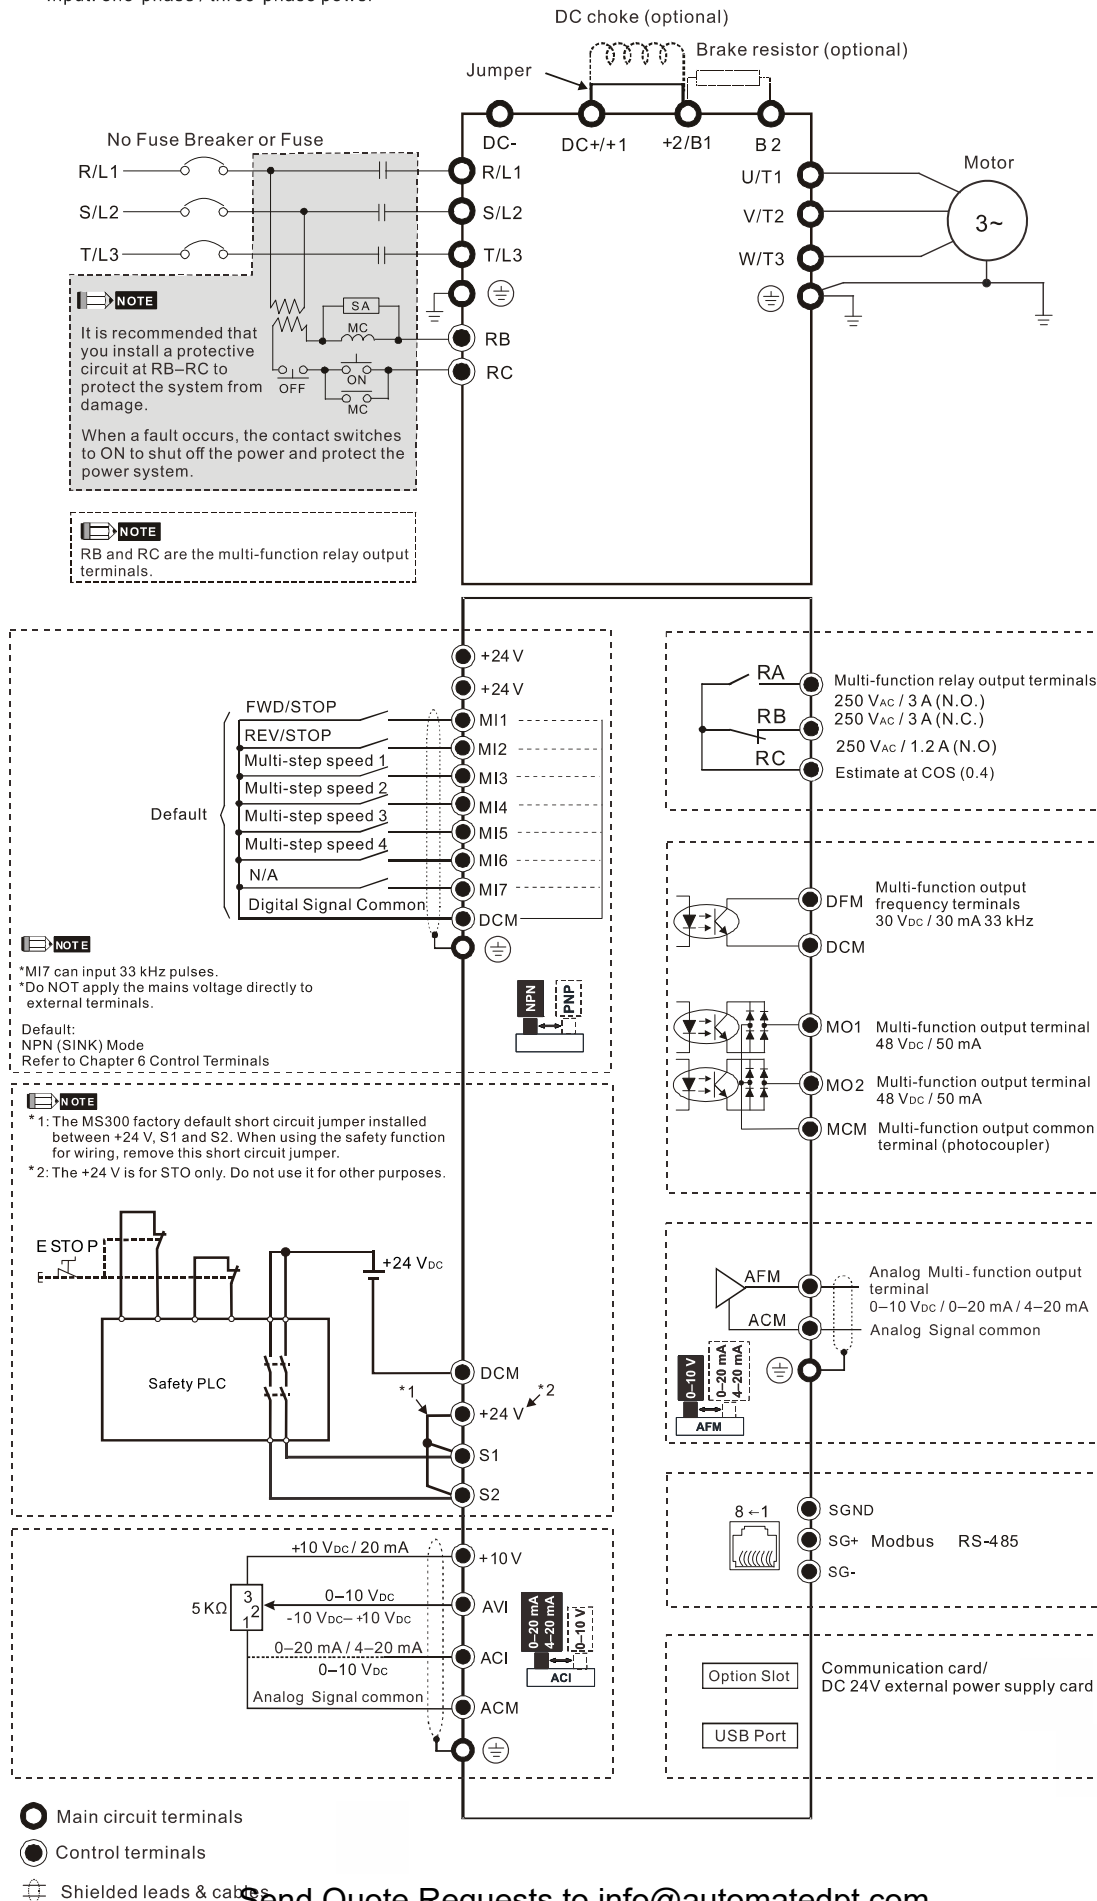 Input: one-phase / three-phase power
DC choke (optional)
Jumper
Brake resistor (optional)
No Fuse Breaker or Fuse
DC-
DC+/+1
+2/B1
B2
R/L1
R/L1
U/T1
Motor
S/L2
S/L2
V/T2
3~
T/L3
T/L3
W/T3
NOTE
It is recommended that
you install a protective
circuit at RB–RC to
protect the system from
damage.
When a fault occurs, the contact switches
to ON to shut off the power and protect the
power system.
SA
MC
RB
OFF
ON
RC
MC
NOTE
RB and RC are the multi-function relay output
terminals.
+24V
+24V
FWD/STOP
MI1
REV/STOP
MI2
Multi-step speed 1
MI3
Multi-step speed 2
MI4
Default
Multi-step speed 3
MI5
Multi-step speed 4
MI6
N/A
MI7
Digital Signal Common
DCM
NOTE
*MI7 can input 33 kHz pulses.
*Do NOT apply the mains voltage directly to
external terminals.
Default:
NPN (SINK) Mode
Refer to Chapter 6 Control Terminals
NPN
PNP
RA
Multi-function relay output terminals
250 VAC / 3A (N.O.)
RB
250 VAC / 3A (N.C.)
250 VAC / 1.2A (N.O)
RC
Estimate at COS (0.4)
DFM
Multi-function output
frequency terminals
30 VDC / 30 mA 33 kHz
DCM
MO1
Multi-function output terminal
48 VDC / 50 mA
MO2
Multi-function output terminal
48 VDC / 50 mA
MCM
Multi-function output common
terminal (photocoupler)
NOTE
*1: The MS300 factory default short circuit jumper installed
between +24 V, S1 and S2. When using the safety function
for wiring, remove this short circuit jumper.
*2: The +24 V is for STO only. Do not use it for other purposes.
E STOP
+24 VDC
Safety PLC
DCM
*1
*2
+24 V
S1
S2
AFM
Analog Multi-function output
terminal
0–10 VDC / 0–20 mA / 4–20 mA
ACM
Analog Signal common
0–10 V
0–20 mA
4–20 mA
AFM
8←1
SGND
SG+
Modbus
RS-485
SG-
+10 VDC / 20 mA
+10V
5KΩ
3
2
1
0–10 VDC
-10 VDC–+10 VDC
AVI
0–20 mA / 4–20 mA
0–10 VDC
ACI
Analog Signal common
ACM
0–20 mA
4–20 mA
0–10 V
ACI
Option Slot
Communication card/
DC 24V external power supply card
USB Port
Main circuit terminals
Control terminals
Shielded leads & cables
Send Quote Requests to info@automatedpt.com